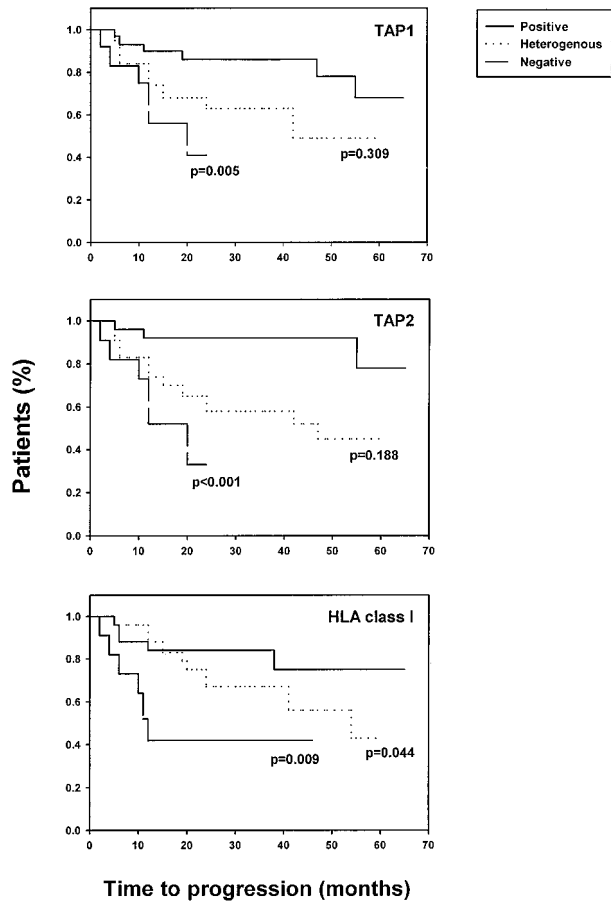 TAP1
Positive
Heterogenous
Negative
1.0
0.8
0.6
0.4
0.2
0.0
p=0.309
p=0.005
0 10 20 30 40 50 60 70
TAP2
1.0
0.8
0.6
0.4
0.2
0.0
p=0.188
p<0.001
0 10 20 30 40 50 60 70
Patients (%)
HLA class I
1.0
0.8
0.6
0.4
0.2
0.0
p=0.044
p=0.009
0 10 20 30 40 50 60 70
Time to progression (months)